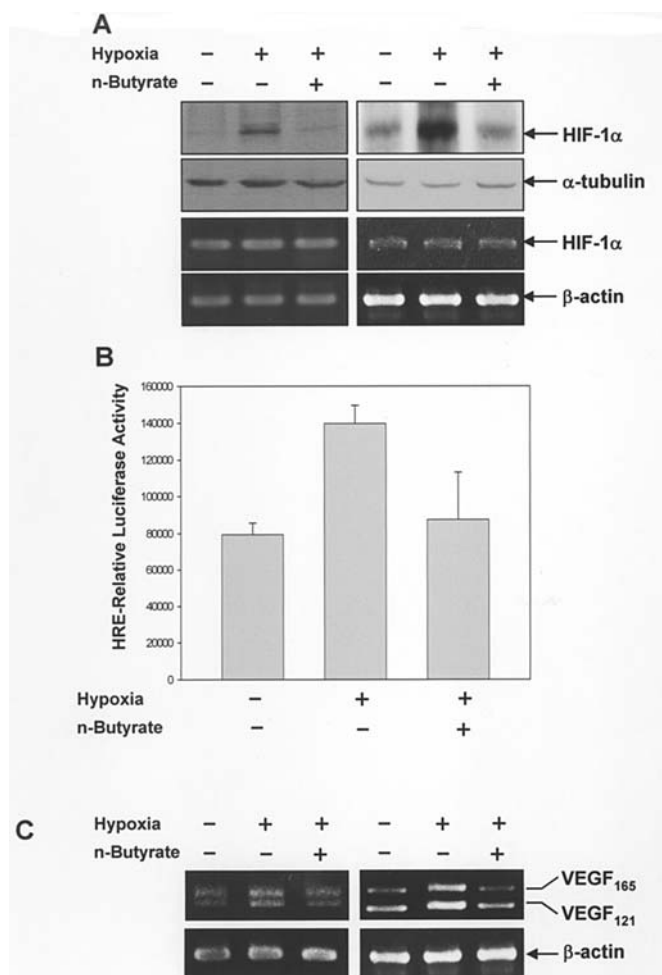 A
Hypoxia − + + − + +
n-Butyrate − − + − − +
HIF-1α
α-tubulin
HIF-1α
β-actin
B
HRE-Relative Luciferase Activity
160000
140000
120000
100000
80000
60000
40000
20000
0
Hypoxia − + +
n-Butyrate − − +
C
Hypoxia − + + − + +
n-Butyrate − − + − − +
VEGF165
VEGF121
β-actin